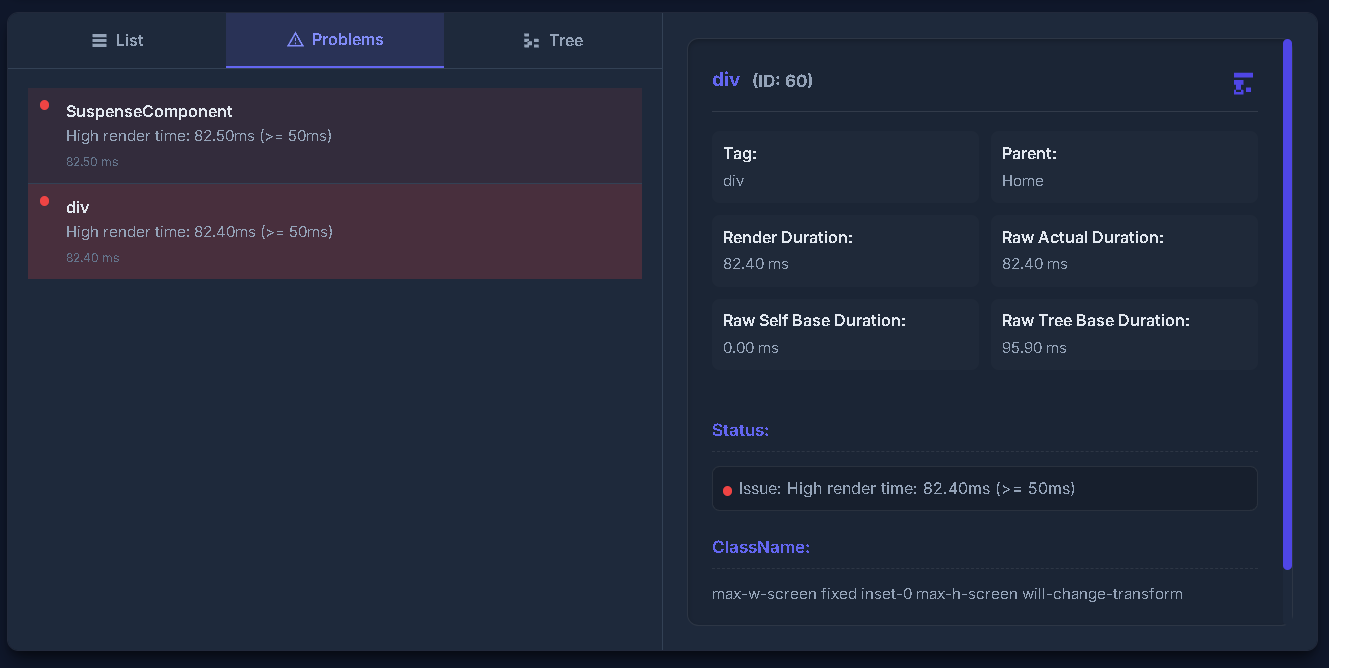 List
Problems
Tree
SuspenseComponent
High render time: 82.50ms (>= 50ms)
82.50 ms
div
High render time: 82.40ms (>= 50ms)
82.40 ms
div (ID: 60)
Tag:
div
Parent:
Home
Render Duration:
82.40 ms
Raw Actual Duration:
82.40 ms
Raw Self Base Duration:
0.00 ms
Raw Tree Base Duration:
95.90 ms
Status:
Issue: High render time: 82.40ms (>= 50ms)
ClassName:
max-w-screen fixed inset-0 max-h-screen will-change-transform